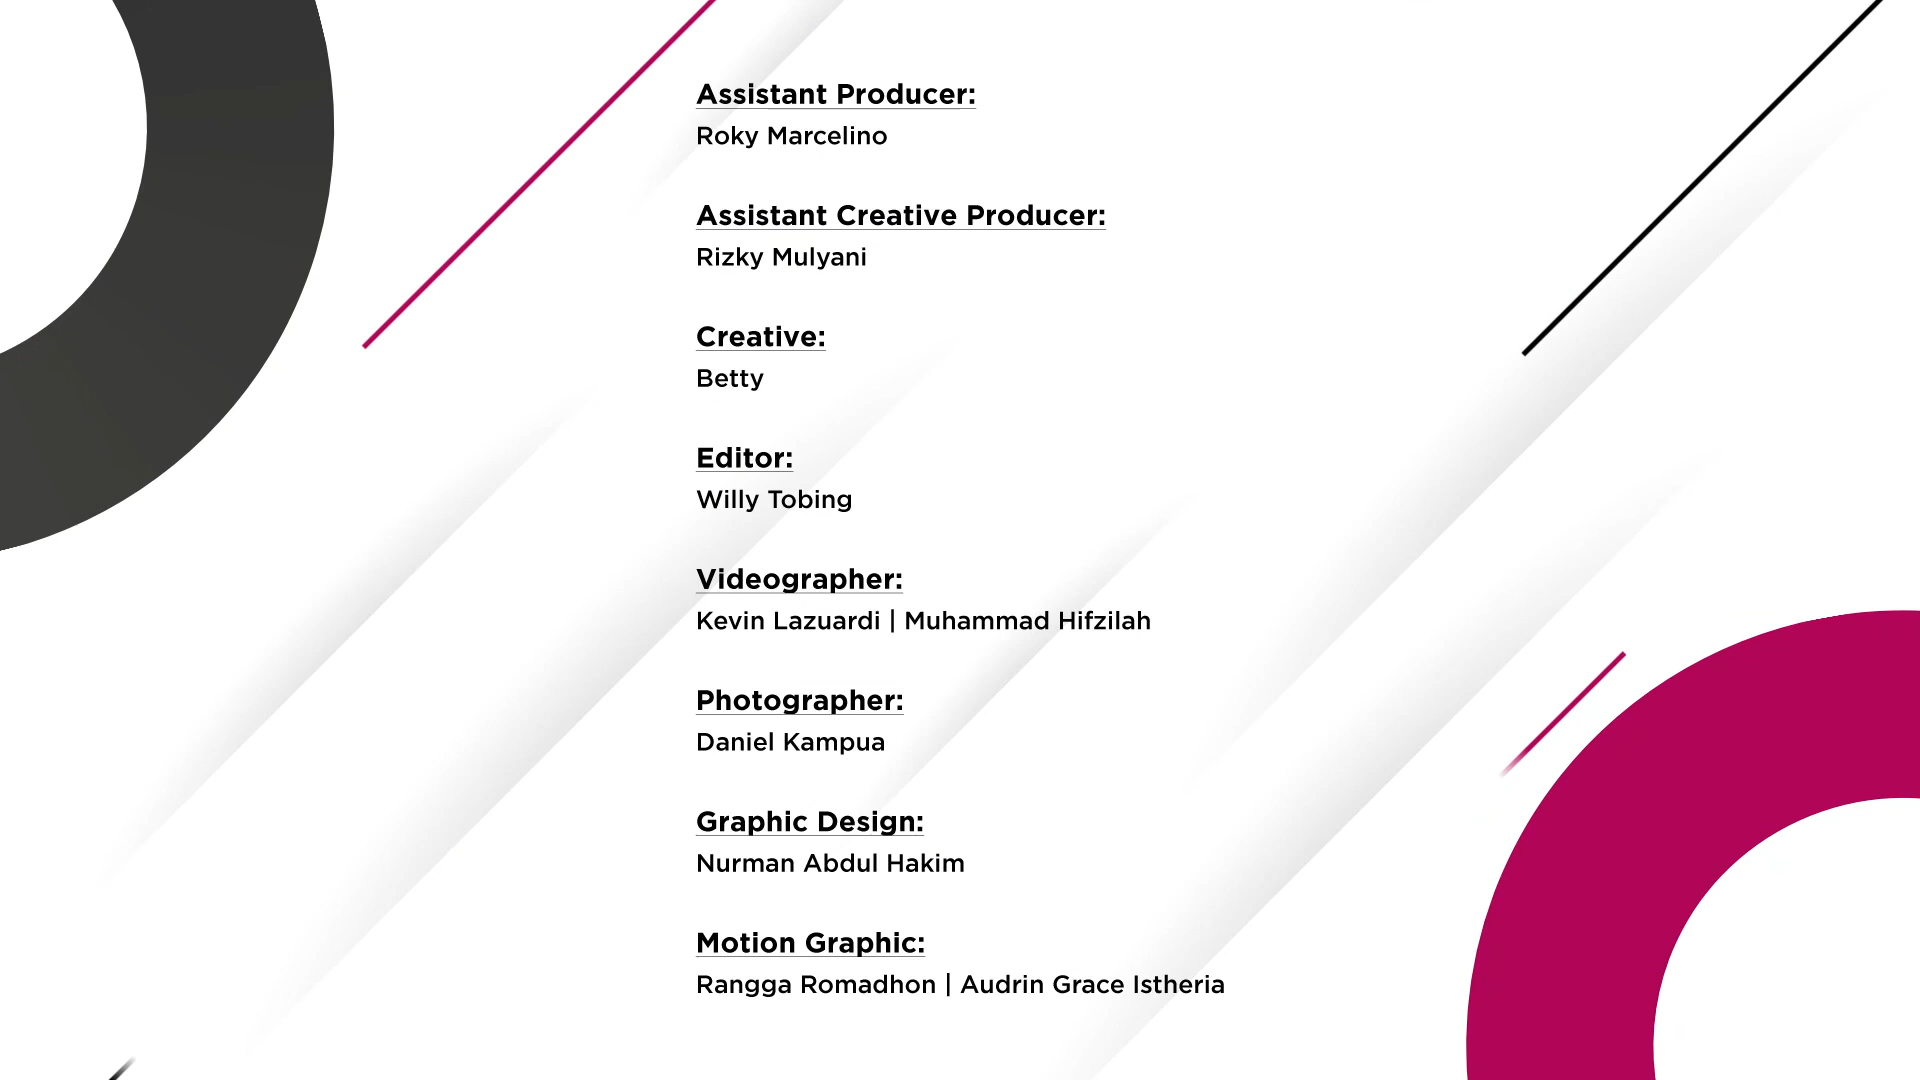 Assistant Producer:
Roky Marcelino
Assistant Creative Producer:
Rizky Mulyani
Creative:
Betty
Editor:
Willy Tobing
Videographer:
Kevin Lazuardi | Muhammad Hifzilah
Photographer:
Daniel Kampua
Graphic Design:
Nurman Abdul Hakim
Motion Graphic:
Rangga Romadhon | Audrin Grace Istheria